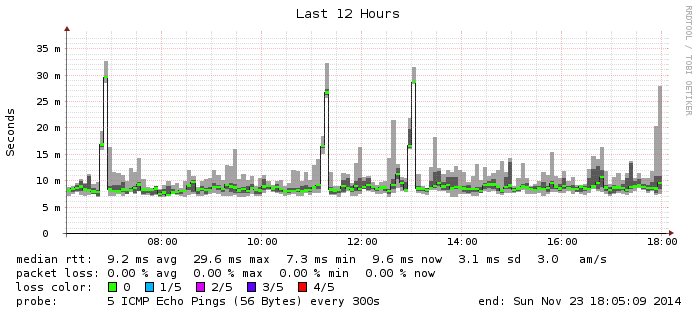 Last 12 Hours
RRDTOOL / TOBI OETIKER
Seconds
35 m
30 m
25 m
20 m
15 m
10 m
5 m
0
08:00 10:00 12:00 14:00 16:00 18:00
median rtt: 9.2 ms avg 29.6 ms max 7.3 ms min 9.6 ms now 3.1 ms sd 3.0 am/s
packet loss: 0.00 % avg 0.00 % max 0.00 % min 0.00 % now
loss color: 0 1/5 2/5 3/5 4/5
probe: 5 ICMP Echo Pings (56 Bytes) every 300s end: Sun Nov 23 18:05:09 2014